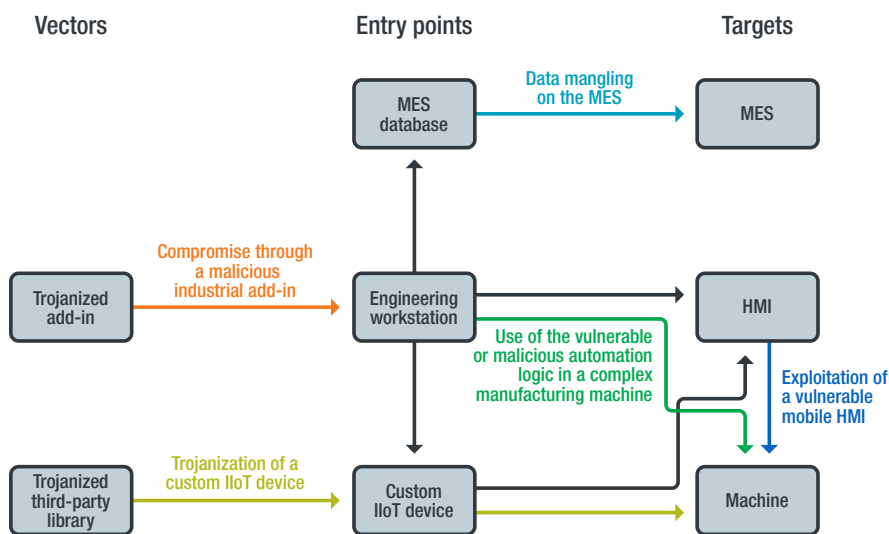 Vectors
Entry points
Targets
MES
database
Data mangling
on the MES
MES
Trojanized
add-in
Compromise through
a malicious
industrial add-in
Engineering
workstation
HMI
Use of the vulnerable
or malicious automation
logic in a complex
manufacturing machine
Exploitation of
a vulnerable
mobile HMI
Trojanized
third-party
library
Trojanization of a
custom IIoT device
Custom
IIoT device
Machine